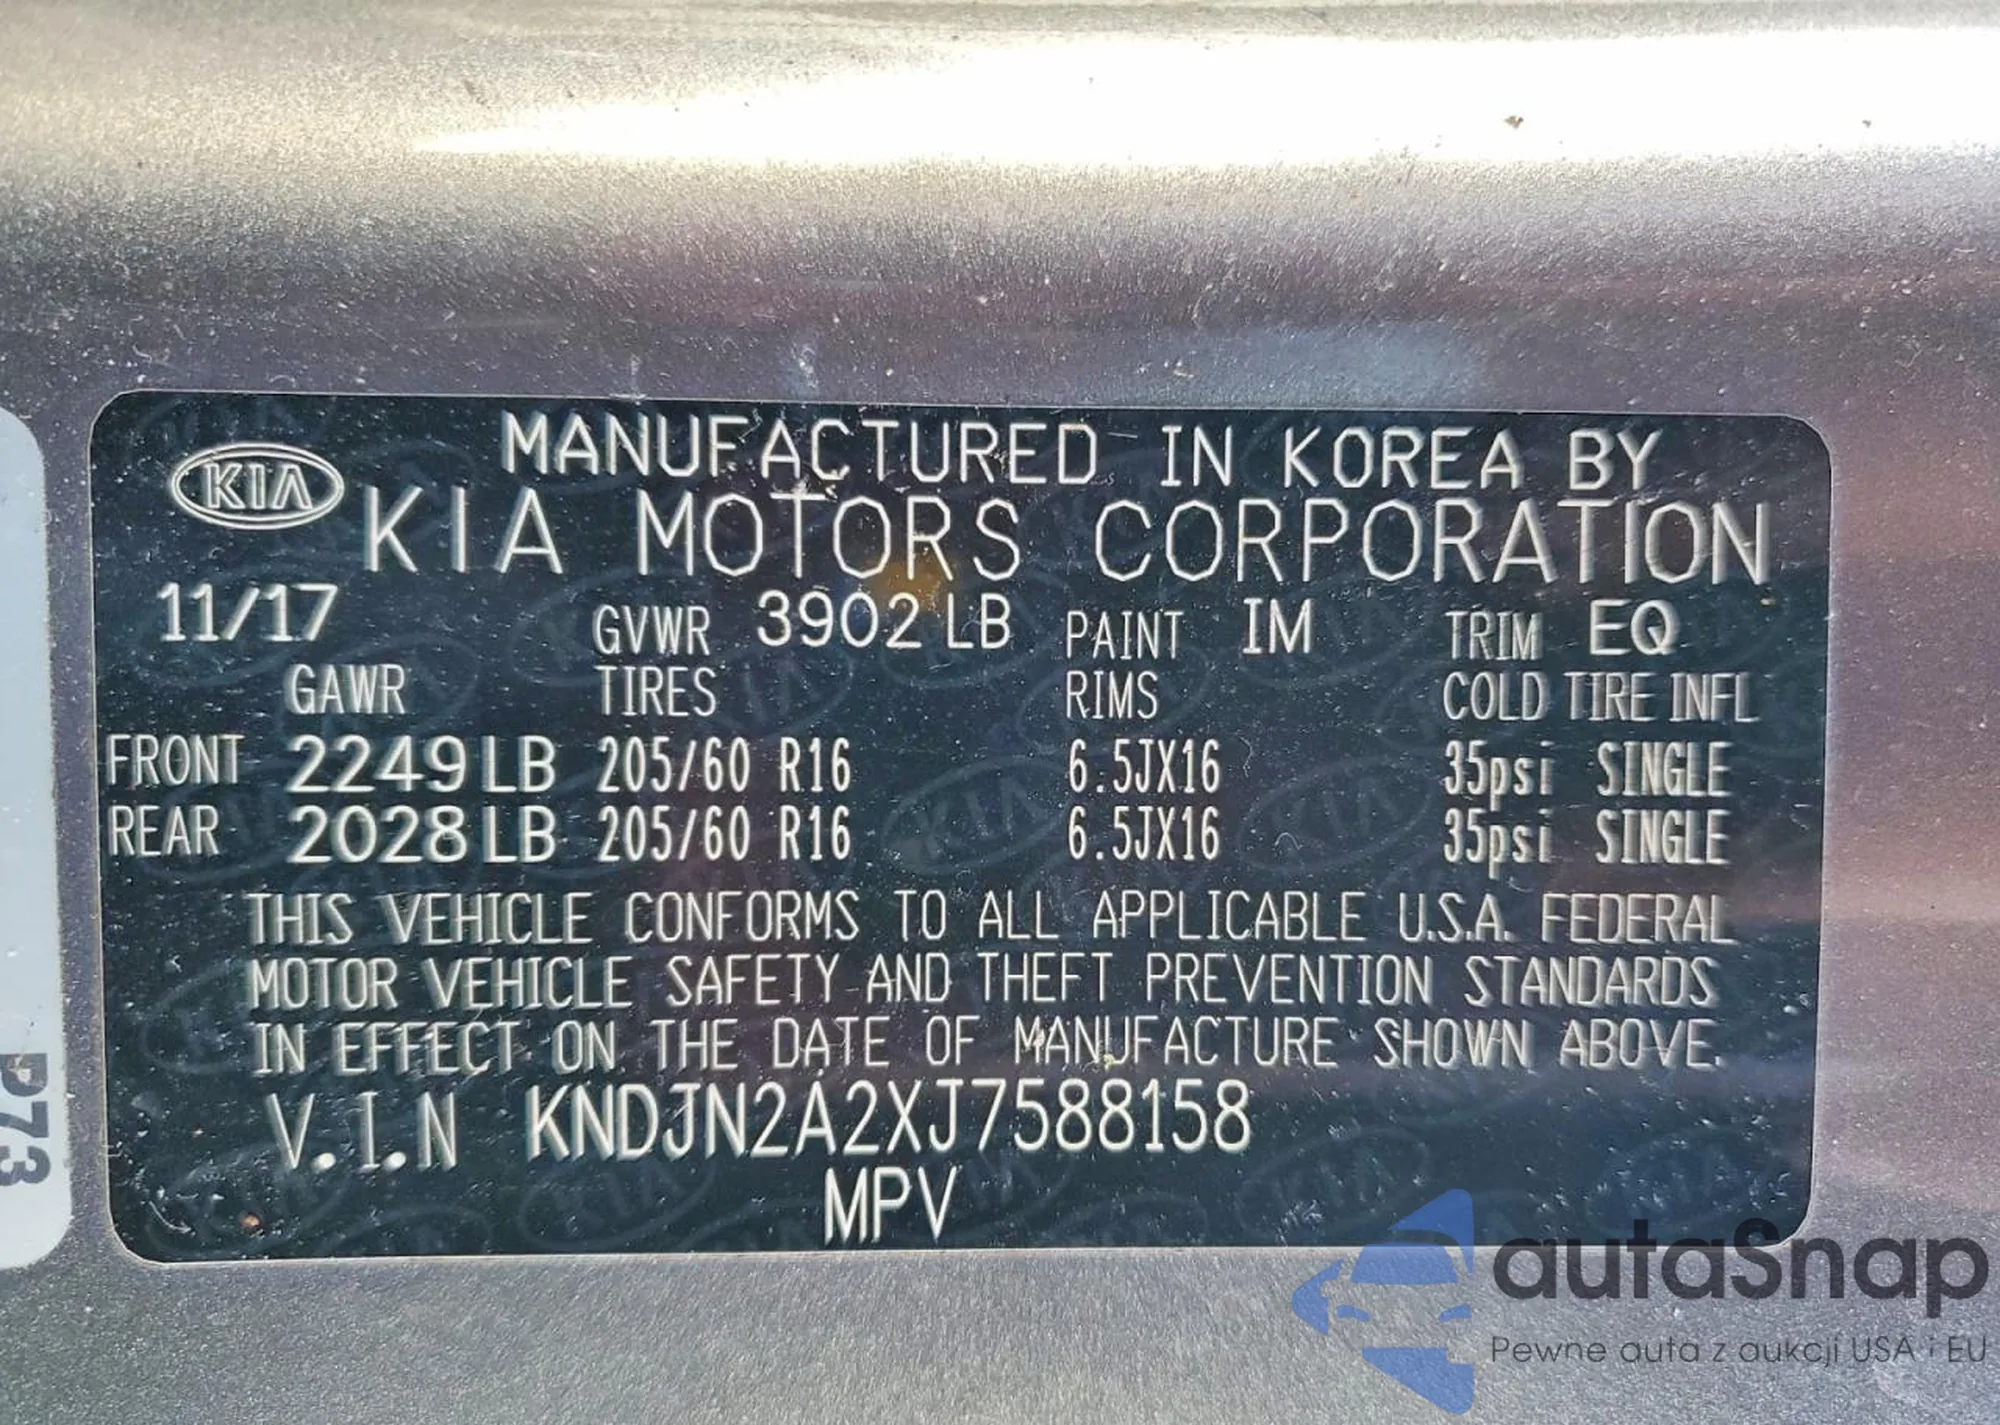 MANUFACTURED IN KOREA BY
KIA KIA MOTORS CORPORATION
11/17 GVWR 3902 LB PAINT IM TRIM EQ
GAWR TIRES RIMS COLD TIRE INFL
FRONT 2249 LB 205/60 R16 6.5JX16 35psi SINGLE
REAR 2028 LB 205/60 R16 6.5JX16 35psi SINGLE
THIS VEHICLE CONFORMS TO ALL APPLICABLE U.S.A. FEDERAL
MOTOR VEHICLE SAFETY AND THEFT PREVENTION STANDARDS
IN EFFECT ON THE DATE OF MANUFACTURE SHOWN ABOVE.
V.I.N KNDJN2A2XJ7588158
MPV
P73
autaSnap
Pewne auta z aukcji USA i EU